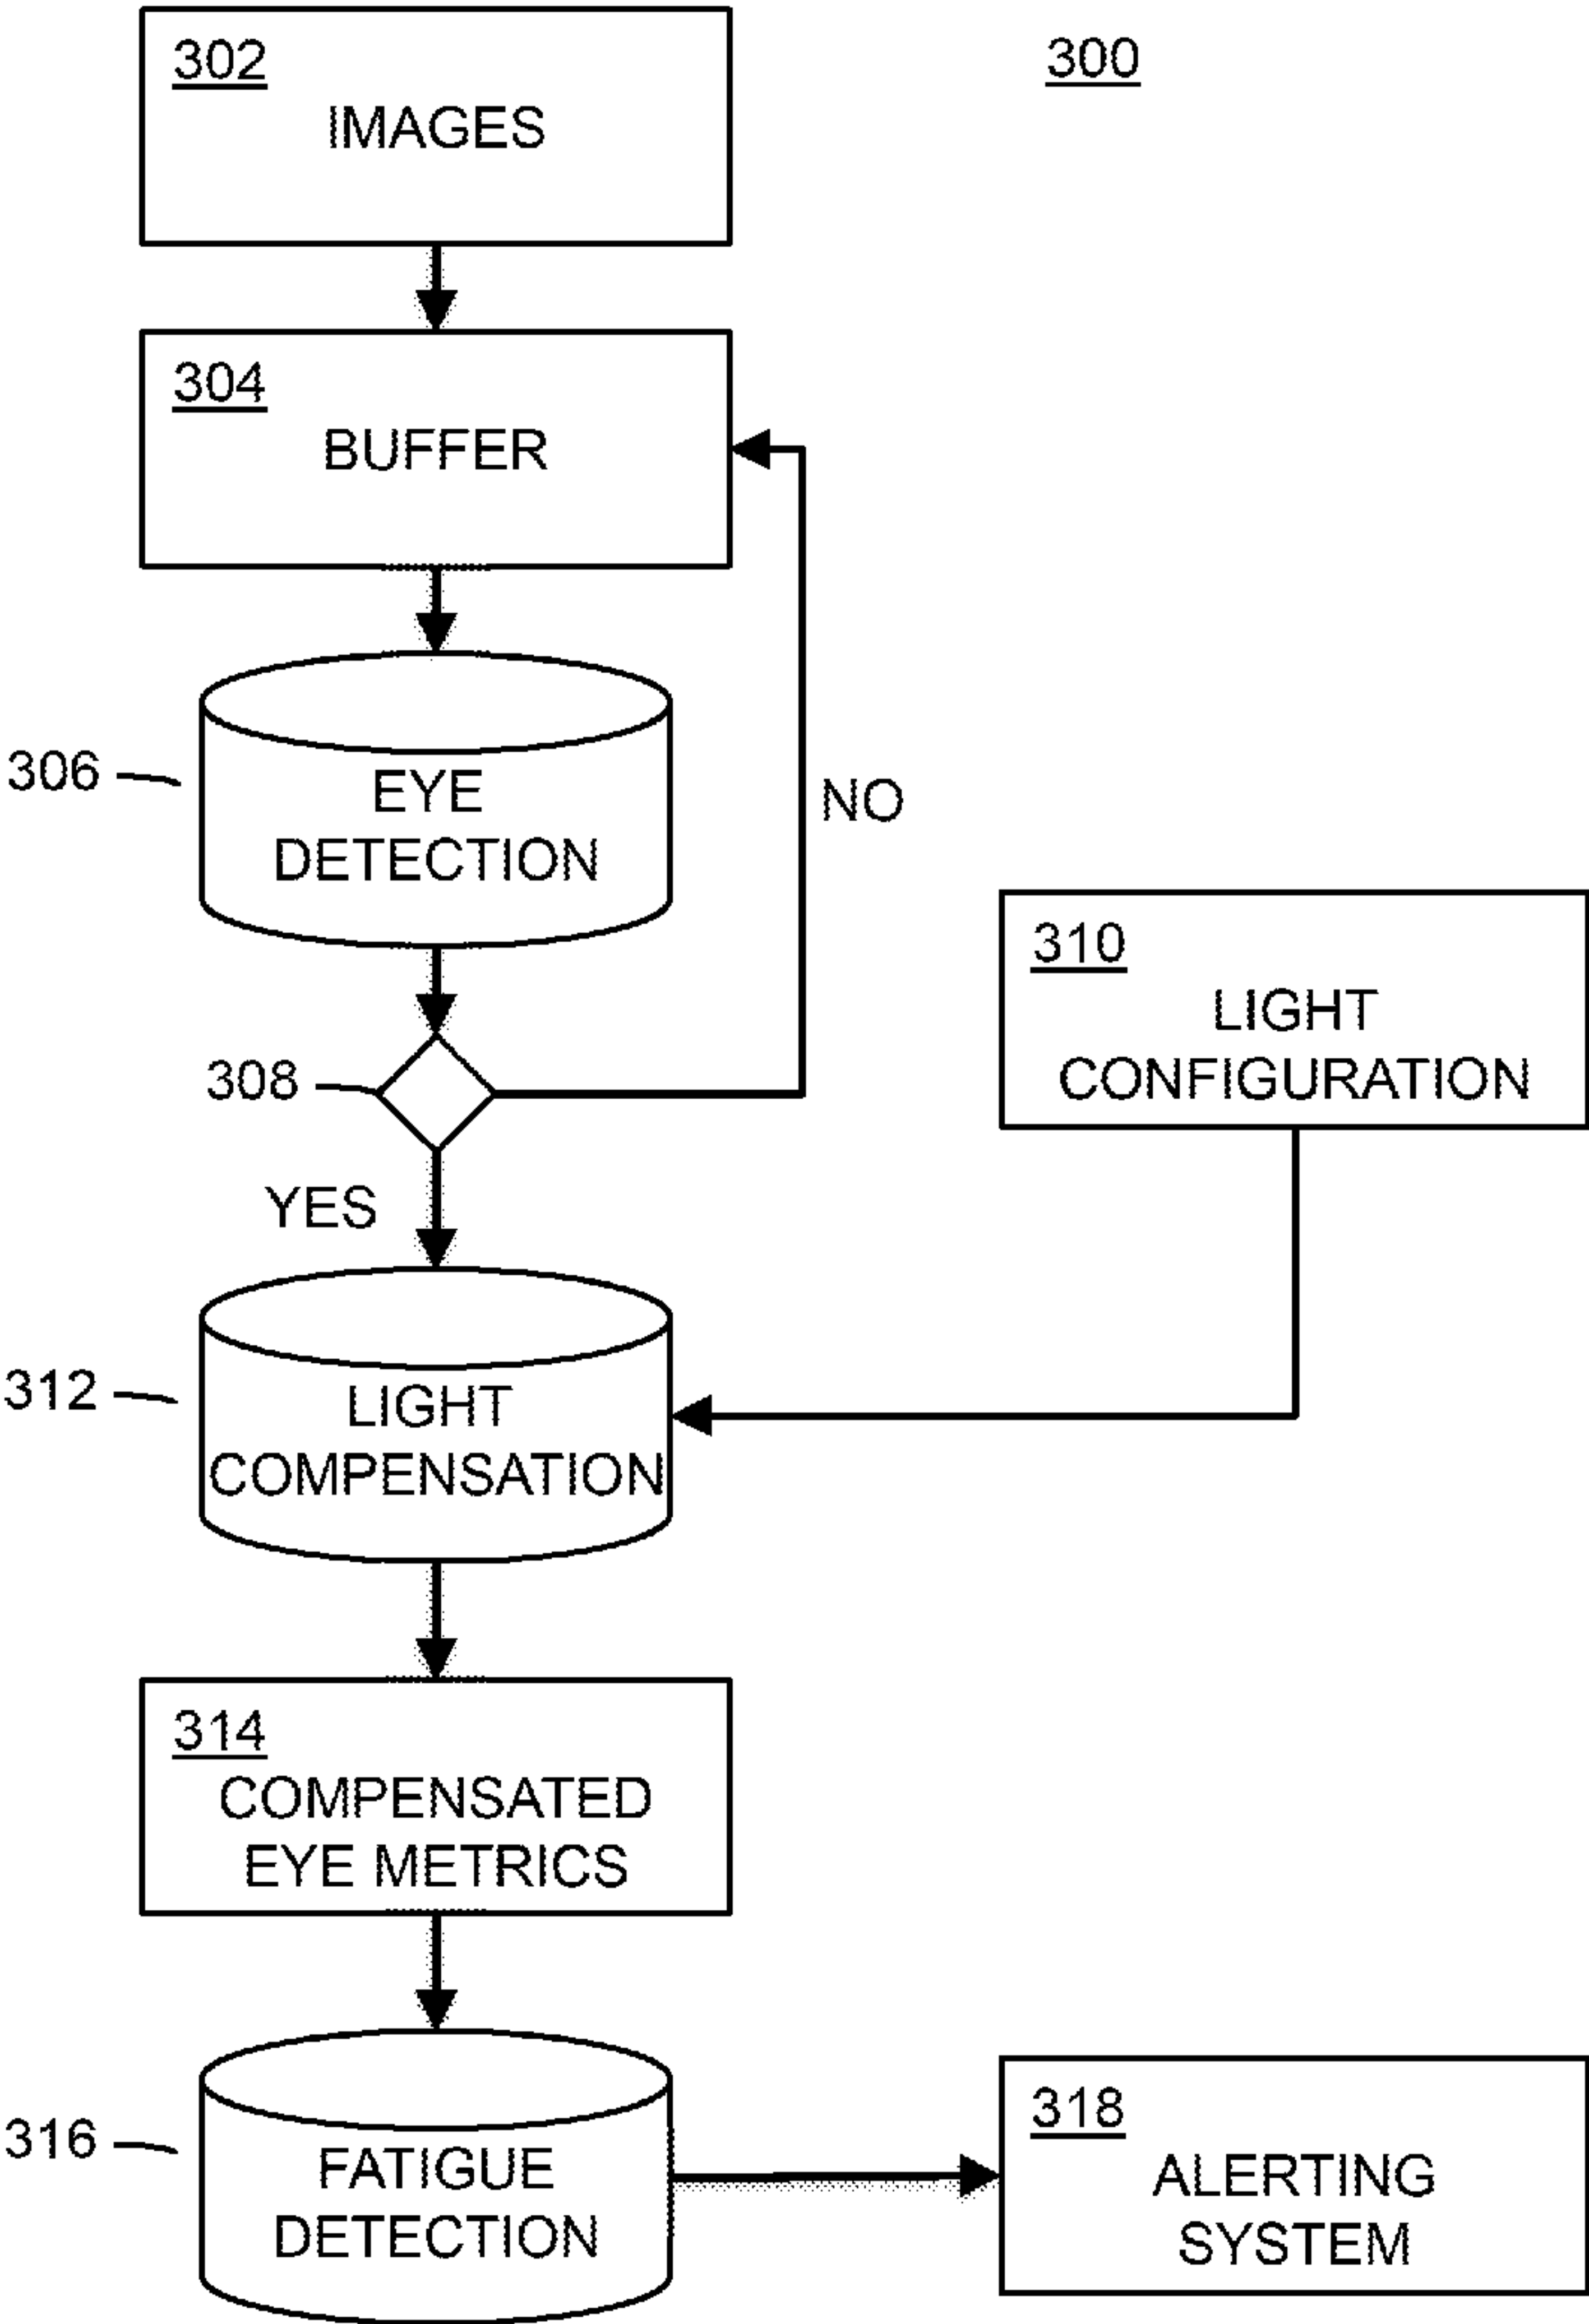 302
IMAGES
300
304
BUFFER
306
EYE
DETECTION
NO
310
LIGHT
CONFIGURATION
308
YES
312
LIGHT
COMPENSATION
314
COMPENSATED
EYE METRICS
316
FATIGUE
DETECTION
318
ALERTING
SYSTEM